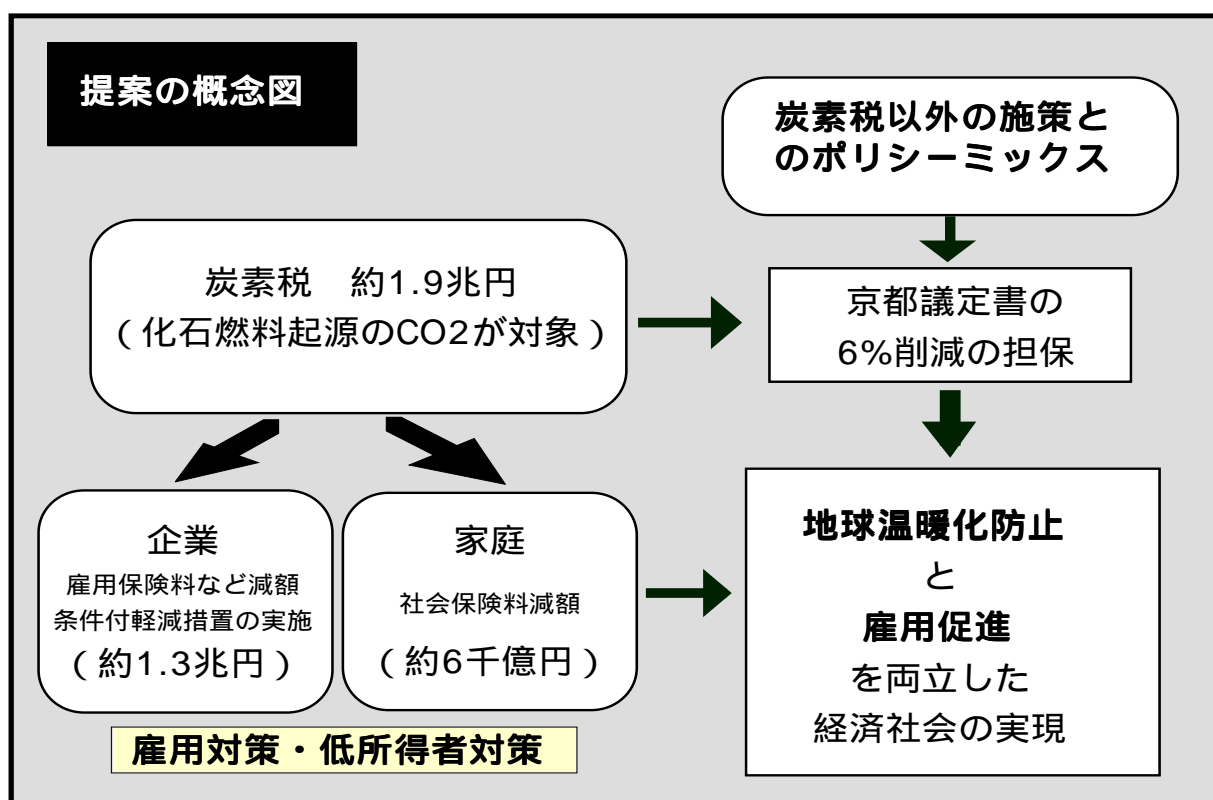 提案の概念図
炭素税以外の施策と
のポリシーミックス
炭素税　約1.9兆円
（化石燃料起源のCO2が対象）
京都議定書の
6%削減の担保
企業
雇用保険料など減額
条件付軽減措置の実施
（約1.3兆円）
家庭
社会保険料減額
（約6千億円）
雇用対策・低所得者対策
地球温暖化防止
と
雇用促進
を両立した
経済社会の実現